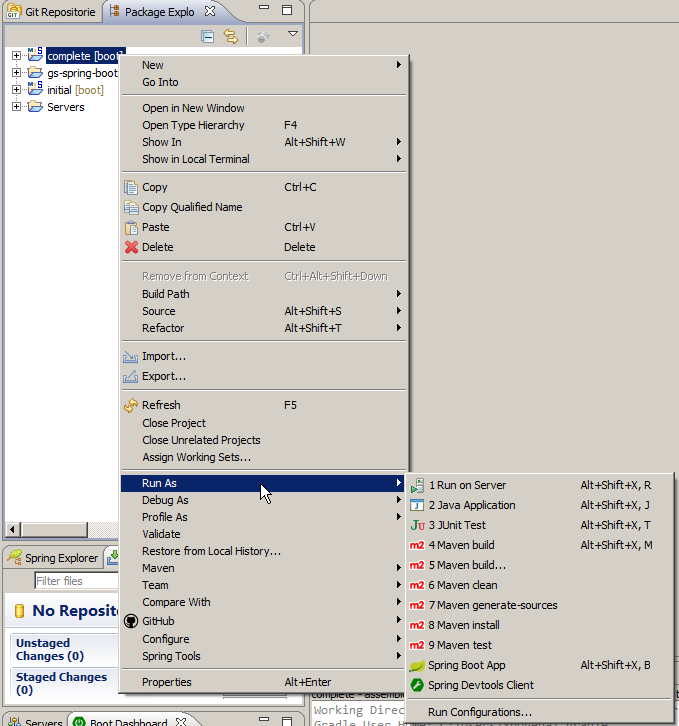 Git Repositorie
Package Explo
complete [boot]
gs-spring-boot
initial [boot]
Servers
New
Go Into
Open in New Window
Open Type Hierarchy F4
Show In Alt+Shift+W
Show in Local Terminal
Copy Ctrl+C
Copy Qualified Name
Paste Ctrl+V
Delete Delete
Remove from Context Ctrl+Alt+Shift+Down
Build Path
Source Alt+Shift+S
Refactor Alt+Shift+T
Import...
Export...
Refresh F5
Close Project
Close Unrelated Projects
Assign Working Sets...
Run As
Debug As
Profile As
Validate
Restore from Local History...
Maven
Team
Compare With
GitHub
Configure
Spring Tools
Properties Alt+Enter
1 Run on Server Alt+Shift+X, R
2 Java Application Alt+Shift+X, J
3 JUnit Test Alt+Shift+X, T
m2 4 Maven build Alt+Shift+X, M
m2 5 Maven build...
m2 6 Maven clean
m2 7 Maven generate-sources
m2 8 Maven install
m2 9 Maven test
Spring Boot App Alt+Shift+X, B
Spring Devtools Client
Run Configurations...
Spring Explorer
Filter files
No Reposit
Unstaged
Changes (0)
Staged Changes
(0)
Servers
Boot Dashboard
Working Direc